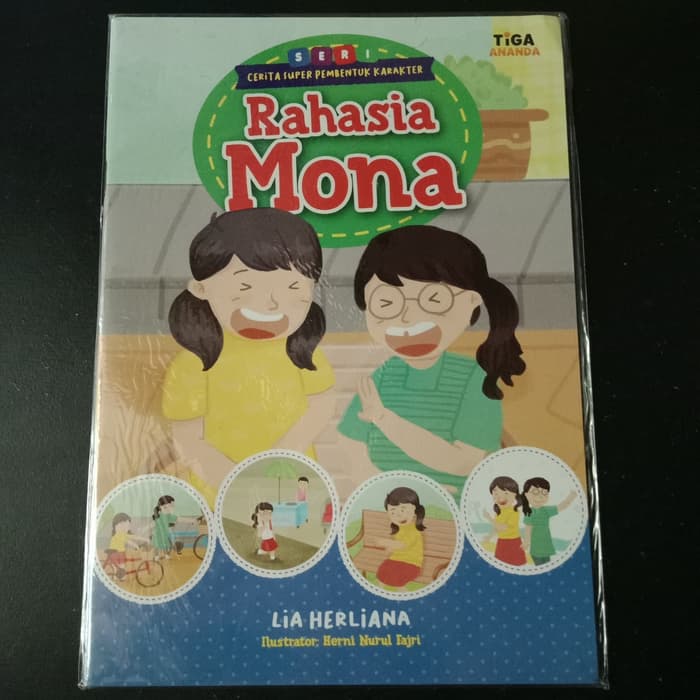 SERI
CERITA SUPER PEMBENTUK KARAKTER
TiGA
ANANDA
Rahasia
Mona
LiA HERLiANA
Ilustrator: Herni Nurul Fajri